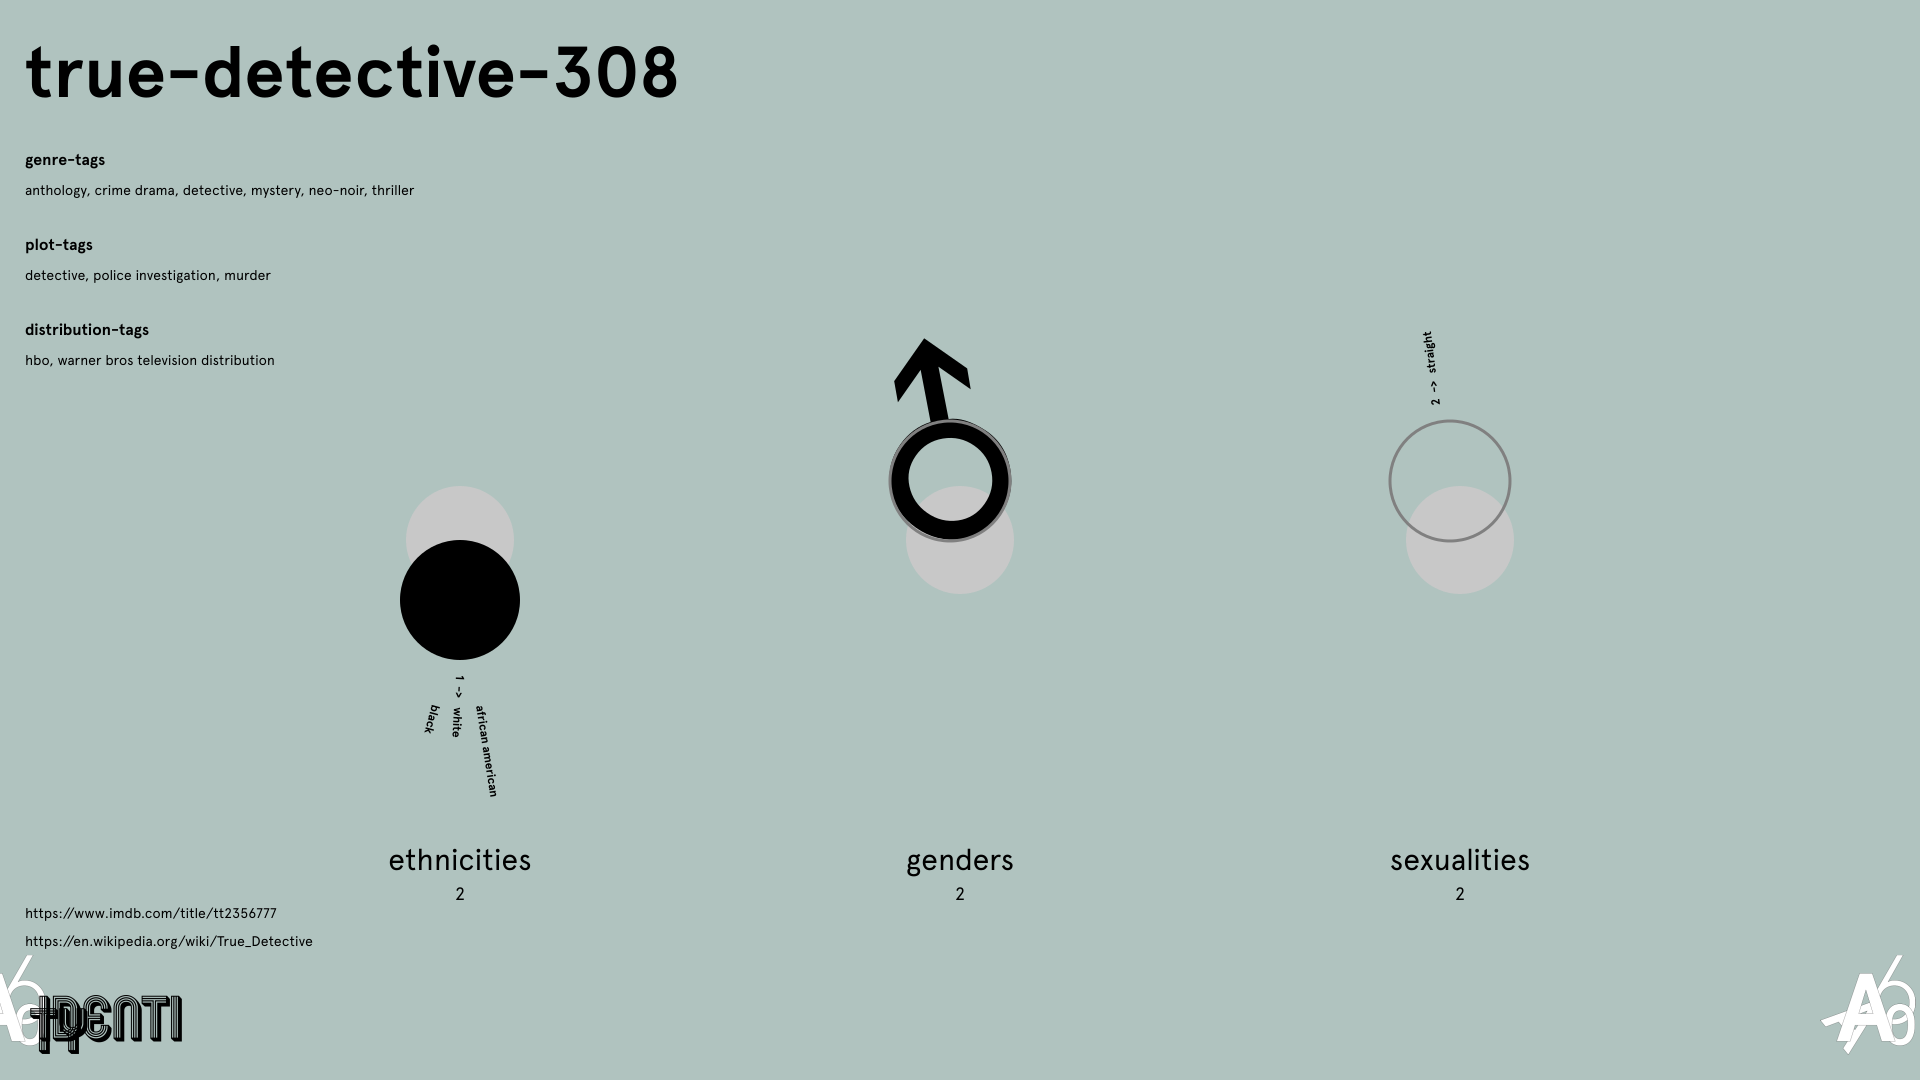 true-detective-308
genre-tags
anthology, crime drama, detective, mystery, neo-noir, thriller
plot-tags
detective, police investigation, murder
distribution-tags
hbo, warner bros television distribution
2 -> straight
1 -> white
black
african american
ethnicities
2
genders
2
sexualities
2
https://www.imdb.com/title/tt2356777
https://en.wikipedia.org/wiki/True_Detective
IDENTI